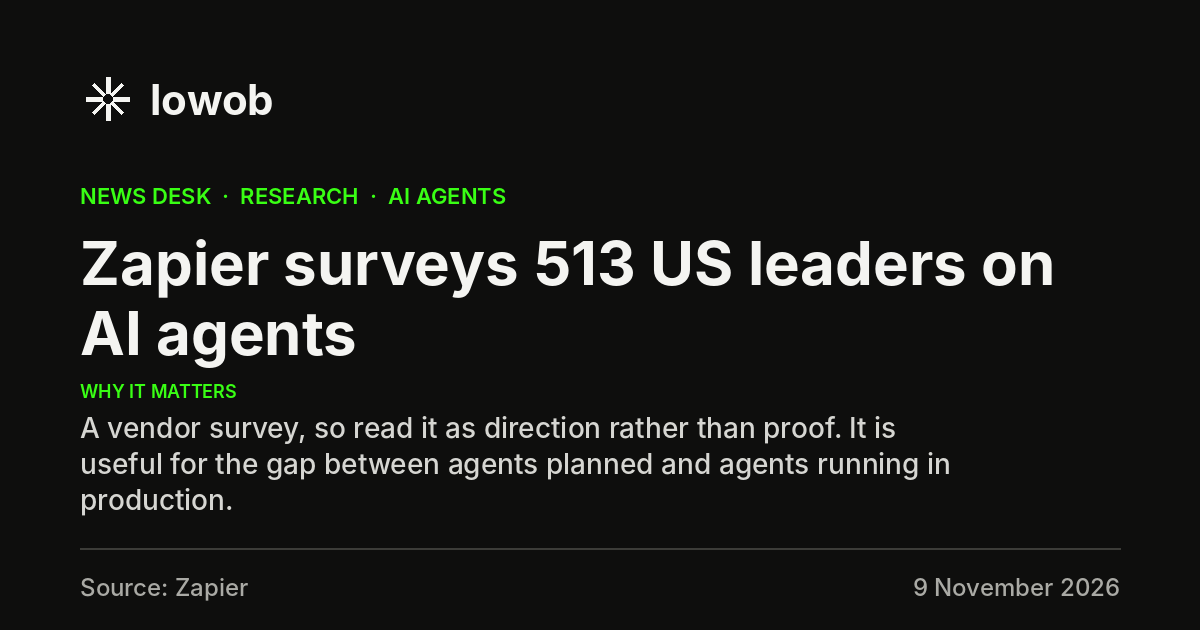 lowob
NEWS DESK · RESEARCH · AI AGENTS
Zapier surveys 513 US leaders on
AI agents
WHY IT MATTERS
A vendor survey, so read it as direction rather than proof. It is
useful for the gap between agents planned and agents running in
production.
Source: Zapier
9 November 2026